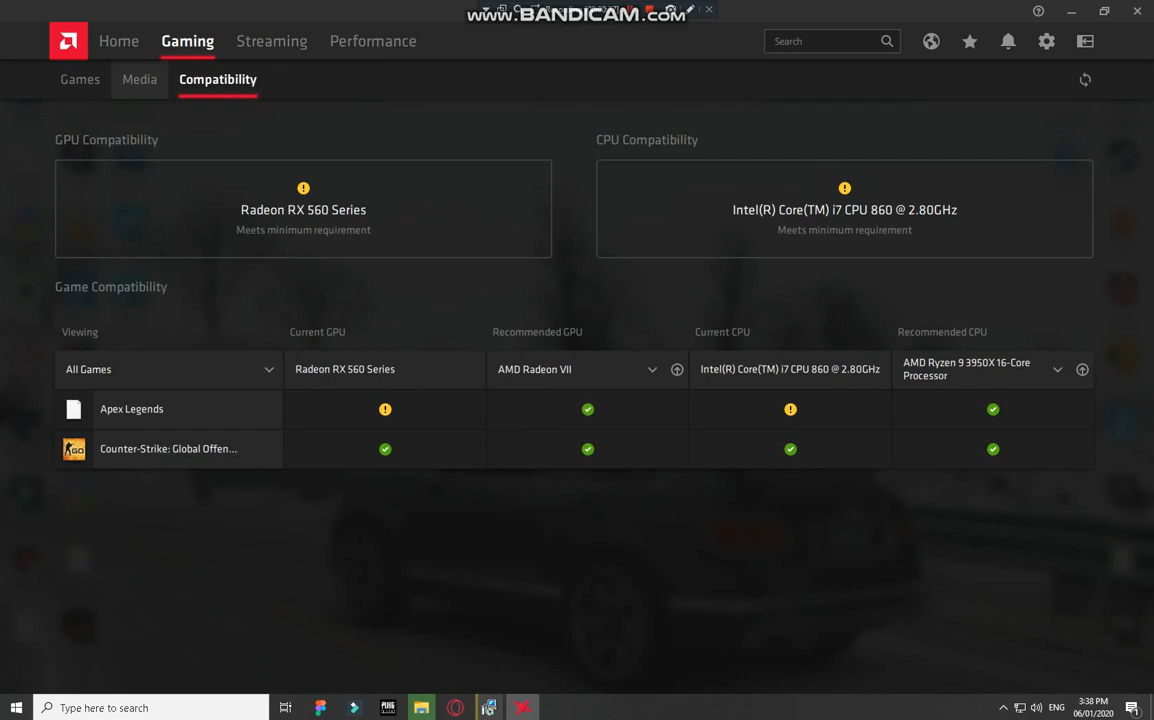 www.BANDICAM.com
Home Gaming Streaming Performance
Search
Games Media Compatibility
GPU Compatibility CPU Compatibility
Radeon RX 560 Series Intel(R) Core(TM) i7 CPU 860 @ 2.80GHz
Meets minimum requirement Meets minimum requirement
Game Compatibility
Viewing Current GPU Recommended GPU Current CPU Recommended CPU
All Games Radeon RX 560 Series AMD Radeon VII Intel(R) Core(TM) i7 CPU 860 @ 2.80GHz AMD Ryzen 9 3950X 16-Core
Processor
Apex Legends
Counter-Strike: Global Offen...
GO
PUBG
Type here to search
ENG
3:38 PM
06/01/2020
1